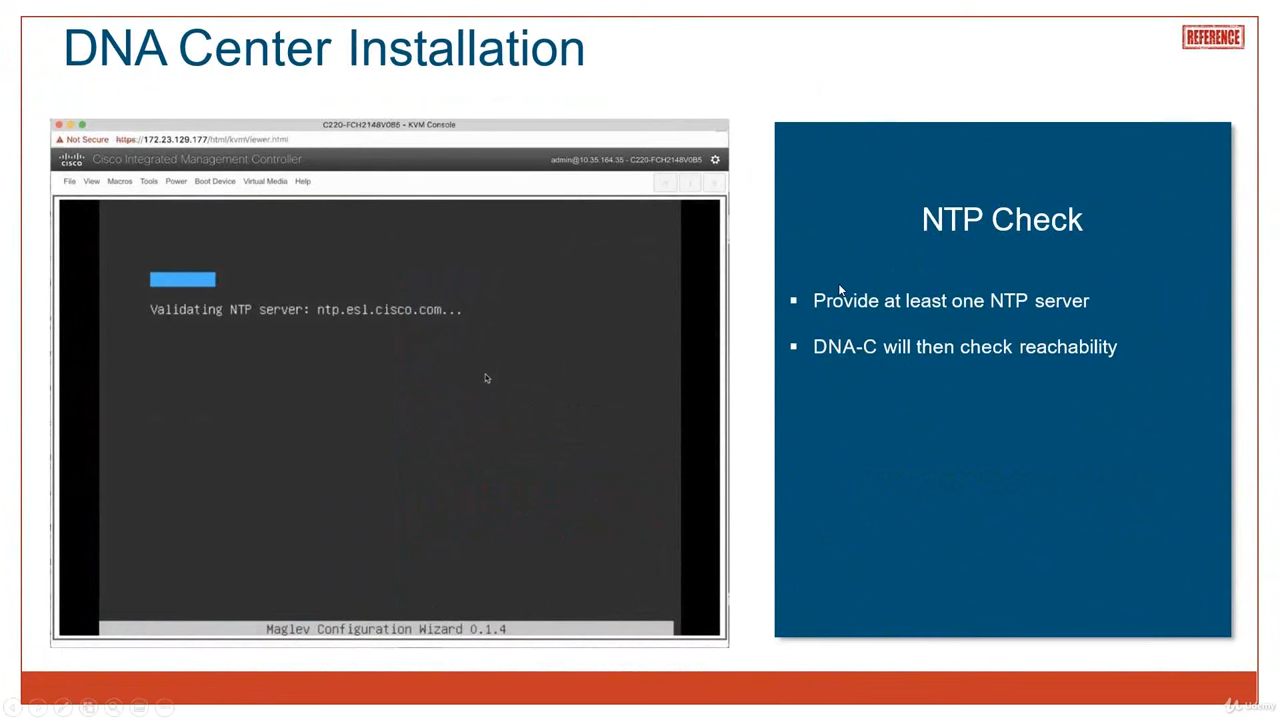 DNA Center Installation
REFERENCE
C220-FCH2148V0B5 - KVM Console
Not Secure https://172.23.129.177/html/kvmViewer.html
cisco Cisco Integrated Management Controller
admin@10.35.164.35 - C220-FCH2148V0B5
File View Macros Tools Power Boot Device Virtual Media Help
Validating NTP server: ntp.esl.cisco.com...
Maglev Configuration Wizard 0.1.4
NTP Check
▪ Provide at least one NTP server
▪ DNA-C will then check reachability
Udemy